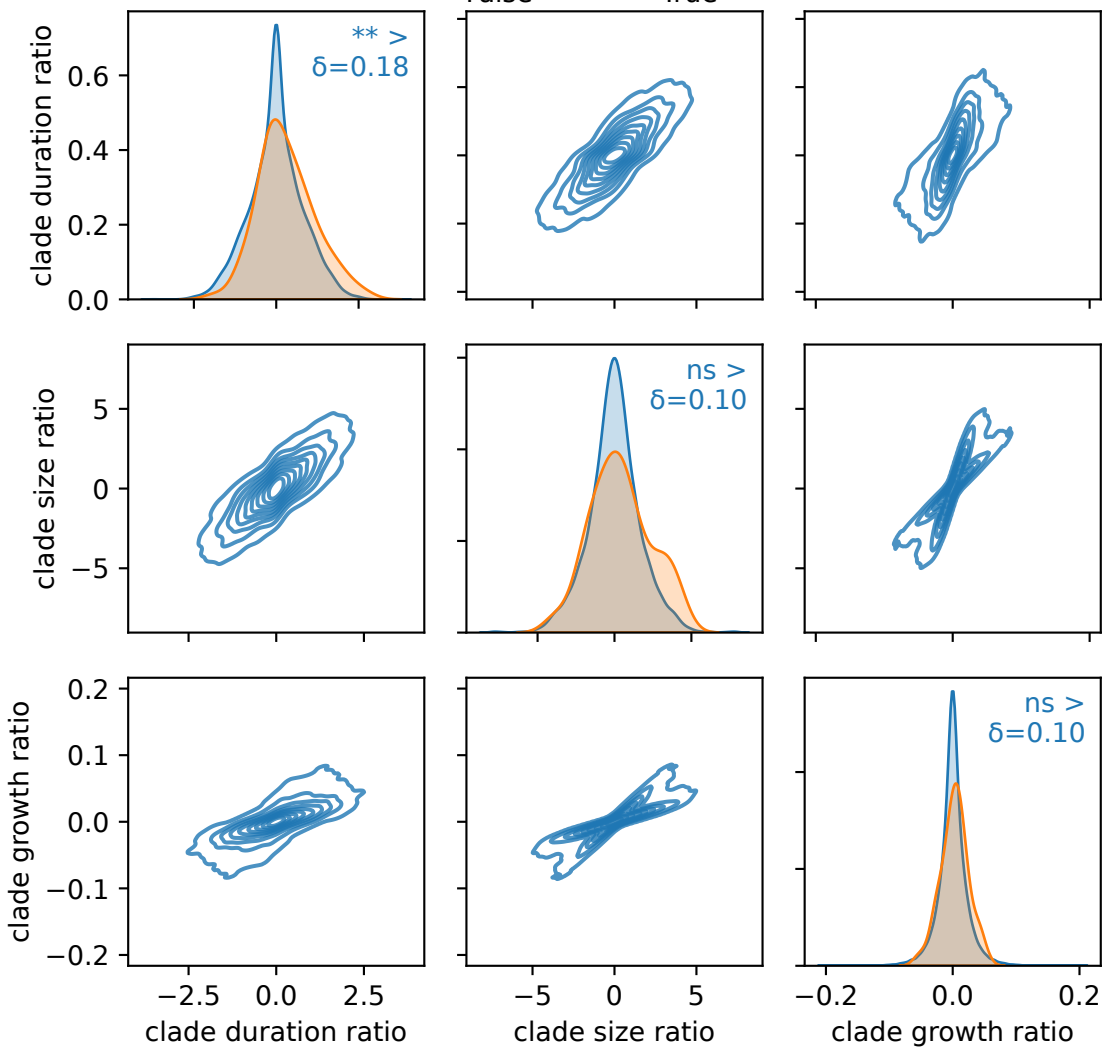 ** >
δ=0.18
clade duration ratio
0.6
0.4
0.2
0.0
ns >
δ=0.10
clade size ratio
5
0
−5
ns >
δ=0.10
clade growth ratio
0.2
0.1
0.0
−0.1
−0.2
−2.5 0.0 2.5
−5 0 5
−0.2 0.0 0.2
clade duration ratio
clade size ratio
clade growth ratio